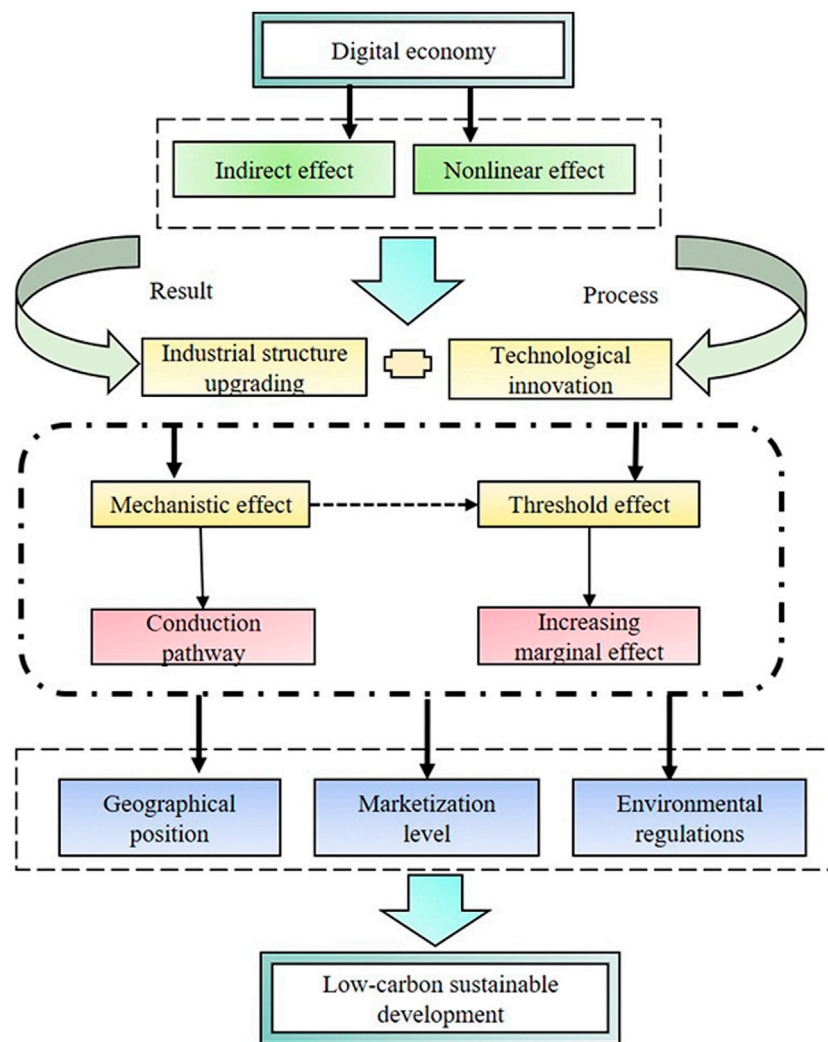 Digital economy
Indirect effect
Nonlinear effect
Result
Process
Industrial structure
upgrading
Technological
innovation
Mechanistic effect
Threshold effect
Conduction
pathway
Increasing
marginal effect
Geographical
position
Marketization
level
Environmental
regulations
Low-carbon sustainable
development